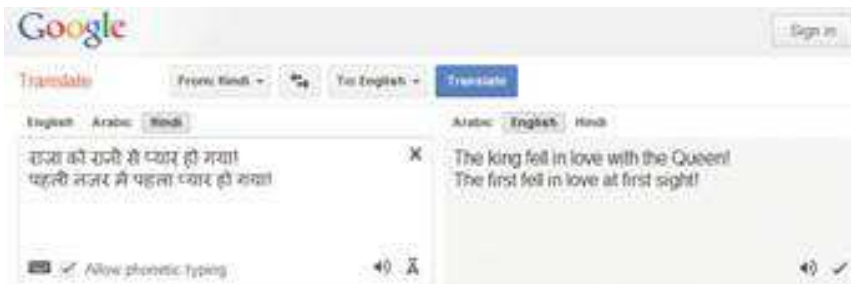 Google
Sign in
Translate From: Hindi To: English Translate
English Arabic Hindi
Arabic English Hindi
राजा को रानी से प्यार हो गया!
पहली नज़र में पहला प्यार हो गया!
The king fell in love with the Queen!
The first fell in love at first sight!
Allow phonetic typing
Ä